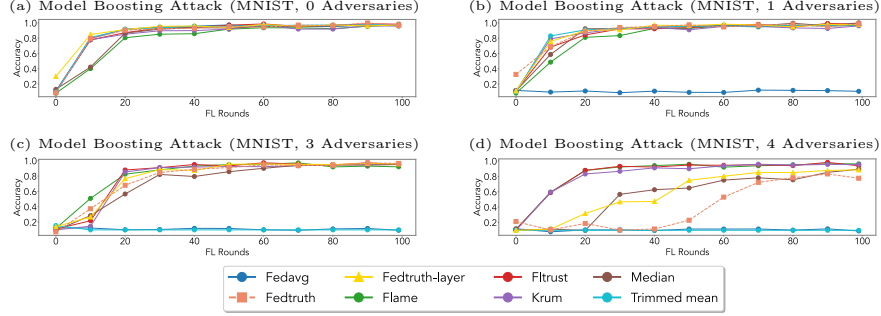 (a) Model Boosting Attack (MNIST, 0 Adversaries)
1.0
0.8
0.6
0.4
0.2
Accuracy
0 20 40 60 80 100
FL Rounds
(b) Model Boosting Attack (MNIST, 1 Adversaries)
1.0
0.8
0.6
0.4
0.2
Accuracy
0 20 40 60 80 100
FL Rounds
(c) Model Boosting Attack (MNIST, 3 Adversaries)
1.0
0.8
0.6
0.4
0.2
Accuracy
0 20 40 60 80 100
FL Rounds
(d) Model Boosting Attack (MNIST, 4 Adversaries)
1.0
0.8
0.6
0.4
0.2
Accuracy
0 20 40 60 80 100
FL Rounds
Fedavg Fedtruth-layer Fltrust Median
Fedtruth Flame Krum Trimmed mean